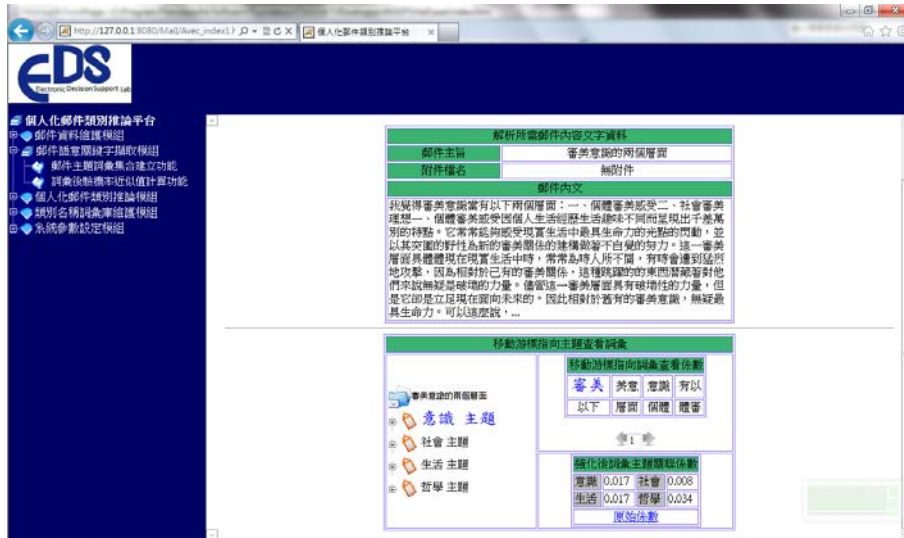 http://127.0.0.1:8080/Mail/Avec_index1.h
個人化郵件類別推論平台
EDS
Electronic Decision Support Lab
個人化郵件類別推論平台
郵件資料維護模組
郵件語意關鍵字擷取模組
郵件主題詞彙集合建立功能
詞彙後驗機率近似值計算功能
個人化郵件類別推論模組
類別名稱詞彙庫維護模組
系統參數設定模組
解析所需郵件內容文字資料
郵件主旨 審美意識的兩個層面
附件檔名 無附件
郵件內文
我覺得審美意識當有以下兩個層面：一、個體審美感受二、社會審美
理想一、個體審美感受因個人生活經歷生活趣味不同而呈現出千差萬
別的特點。它常常能夠感受現實生活中最具生命力的光點的閃動，並
以其突圍的野性為新的審美關係的建構做著不自覺的努力。這一審美
層面具體體現在現實生活中時，常常為時人所不圖，有時會遭到猛烈
地攻擊，因為相對於已有的審美關係，這種跳躍的的東西潛藏著對他
們來說無疑是破壞的力量。儘管這一審美層面具有破壞性的力量，但
是它卻是立足現在面向未來的。因此相對於舊有的審美意識，無疑最
具生命力。可以這麼說，...
移動游標指向主題查看詞彙
審美意識的兩個層面
意識 主題
社會 主題
生活 主題
哲學 主題
移動游標指向詞彙查看係數
審美 美意 意識 有以
以下 層面 個體 體審
1
強化後詞彙主題關聯係數
意識 0.017 社會 0.008
生活 0.017 哲學 0.034
原始係數